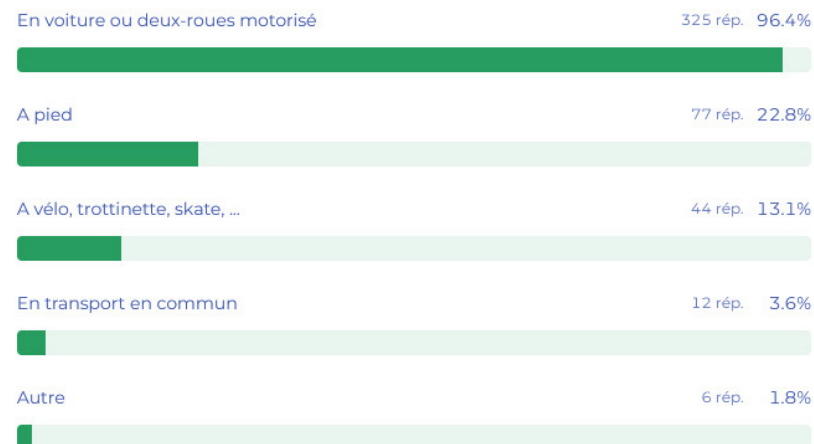 En voiture ou deux-roues motorisé 325 rép. 96.4%
A pied 77 rép. 22.8%
A vélo, trottinette, skate, ... 44 rép. 13.1%
En transport en commun 12 rép. 3.6%
Autre 6 rép. 1.8%